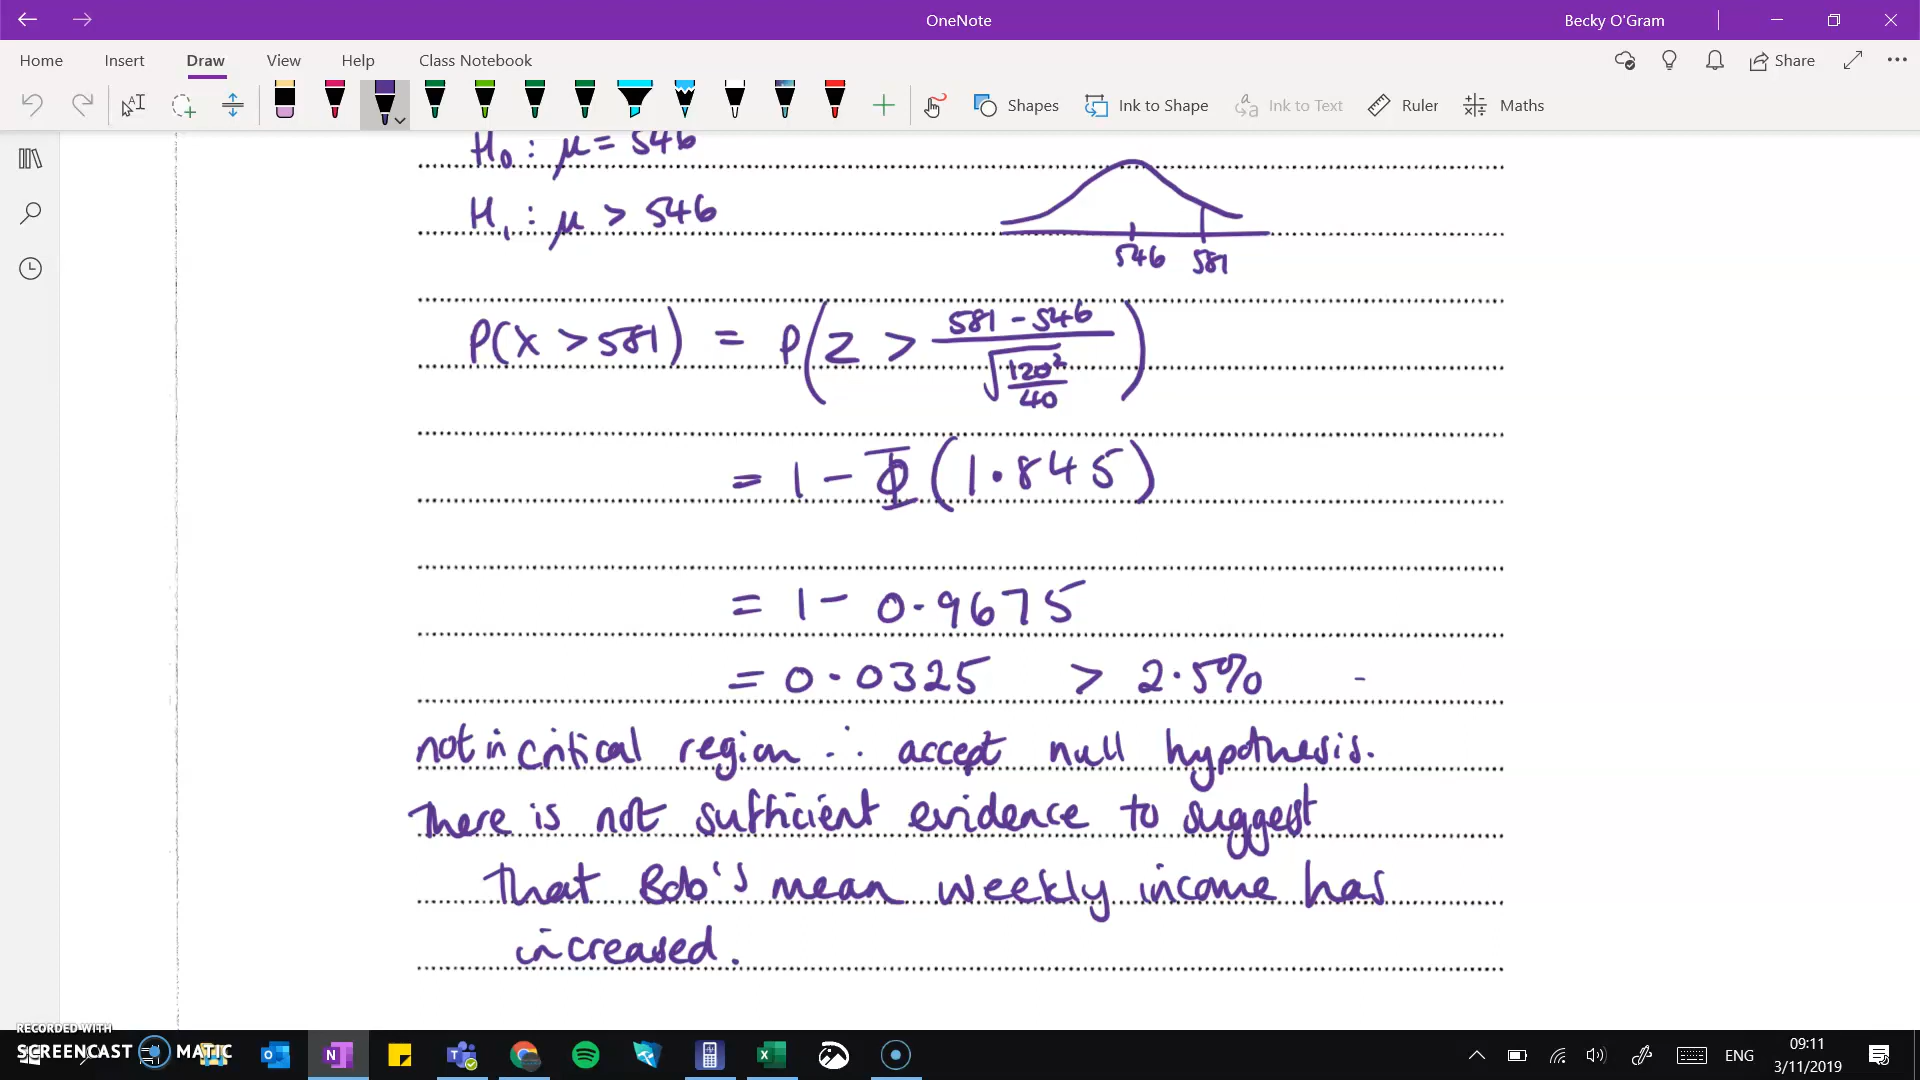 OneNote
Becky O'Gram
Home Insert Draw View Help Class Notebook
Share
Shapes Ink to Shape Ink to Text Ruler Maths
H₀ : μ = 546
H₁ : μ > 546
546 581
P(X > 581) = P(Z > (581 - 546)/√(120²/40))
= 1 - Φ(1.845)
= 1 - 0.9675
= 0.0325 > 2.5% -
not in critical region ∴ accept null hypothesis.
There is not sufficient evidence to suggest
that Bob's mean weekly income has
increased.
RECORDED WITH
SCREENCAST MATIC
ENG
09:11
3/11/2019